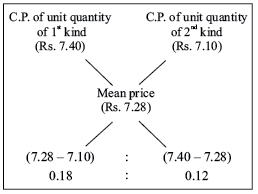 C.P. of unit quantity C.P. of unit quantity
of 1st kind of 2nd kind
(Rs. 7.40) (Rs. 7.10)
Mean price
(Rs. 7.28)
(7.28 – 7.10) : (7.40 – 7.28)
0.18 : 0.12